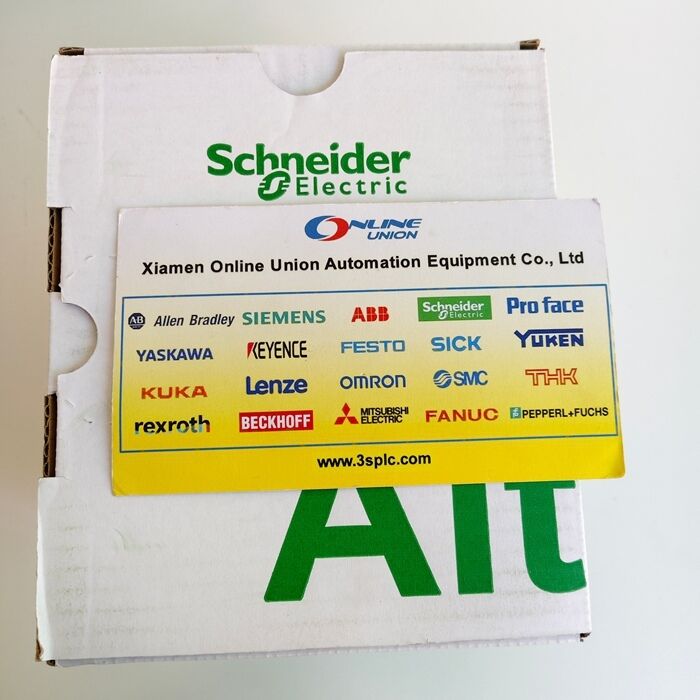 Schneider
Electric
ONLINE
UNION
Xiamen Online Union Automation Equipment Co., Ltd
AB Allen Bradley SIEMENS ABB Schneider Electric Pro face
YASKAWA KEYENCE FESTO SICK YUKEN
KUKA Lenze OMRON SMC THK
rexroth BECKHOFF MITSUBISHI ELECTRIC FANUC PEPPERL+FUCHS
www.3splc.com
Alt